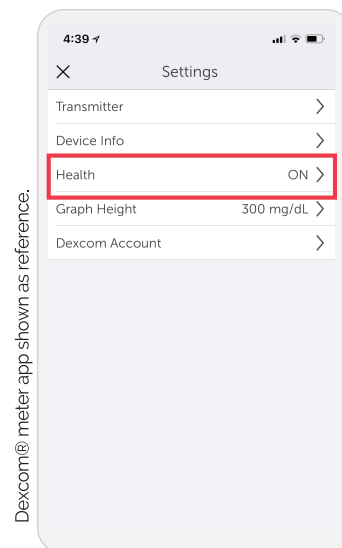 4:39
Settings
Transmitter
Device Info
Health ON
Graph Height 300 mg/dL
Dexcom Account
Dexcom® meter app shown as reference.